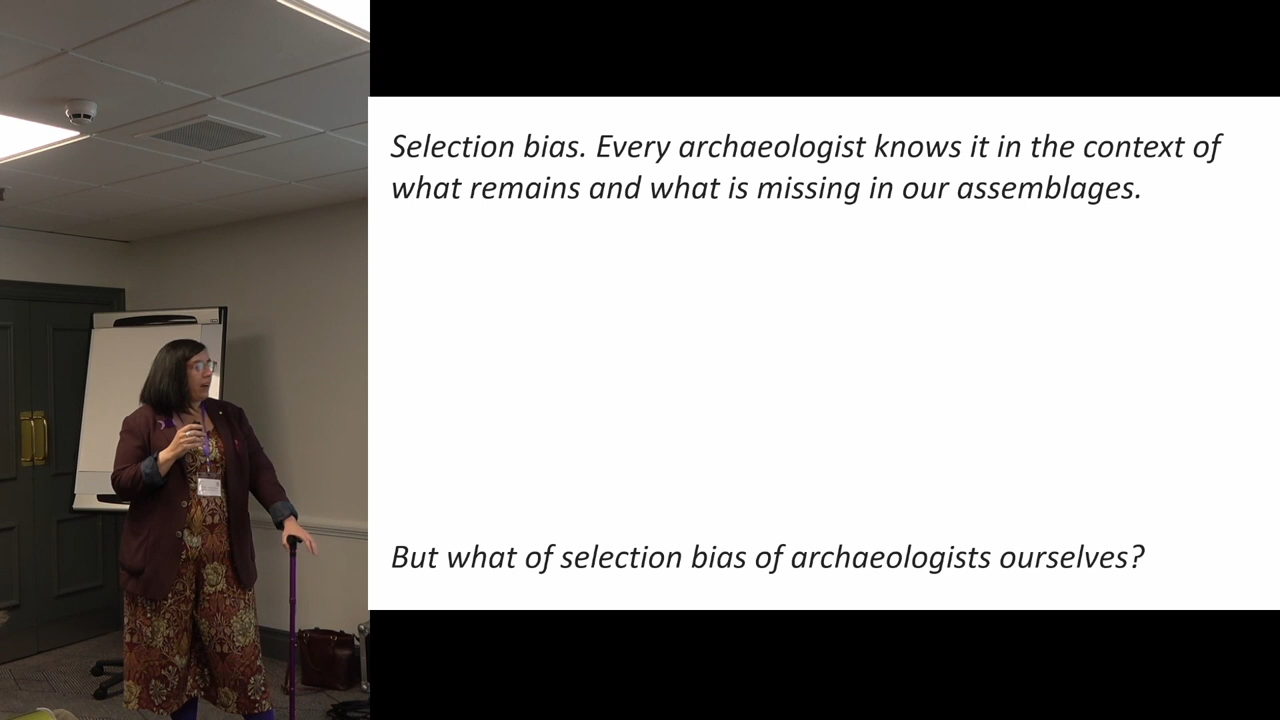 Selection bias. Every archaeologist knows it in the context of
what remains and what is missing in our assemblages.
But what of selection bias of archaeologists ourselves?